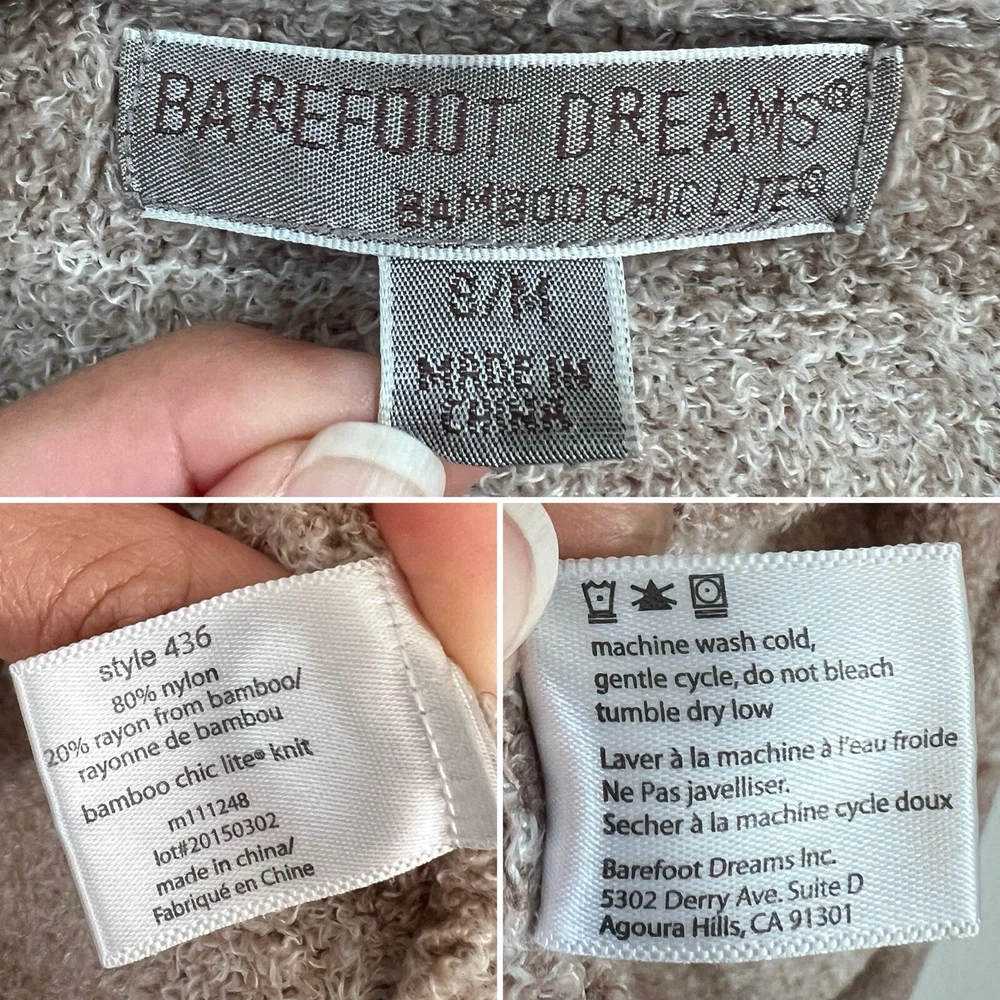 BAREFOOT DREAMS®
BAMBOO CHIC LITE®
S/M
MADE IN
CHINA
style 436
80% nylon
20% rayon from bamboo/
rayonne de bambou
bamboo chic lite® knit
m111248
lot#20150302
made in china/
Fabriqué en Chine
machine wash cold,
gentle cycle, do not bleach
tumble dry low
Laver à la machine à l'eau froide
Ne Pas javelliser.
Secher à la machine cycle doux
Barefoot Dreams Inc.
5302 Derry Ave. Suite D
Agoura Hills, CA 91301